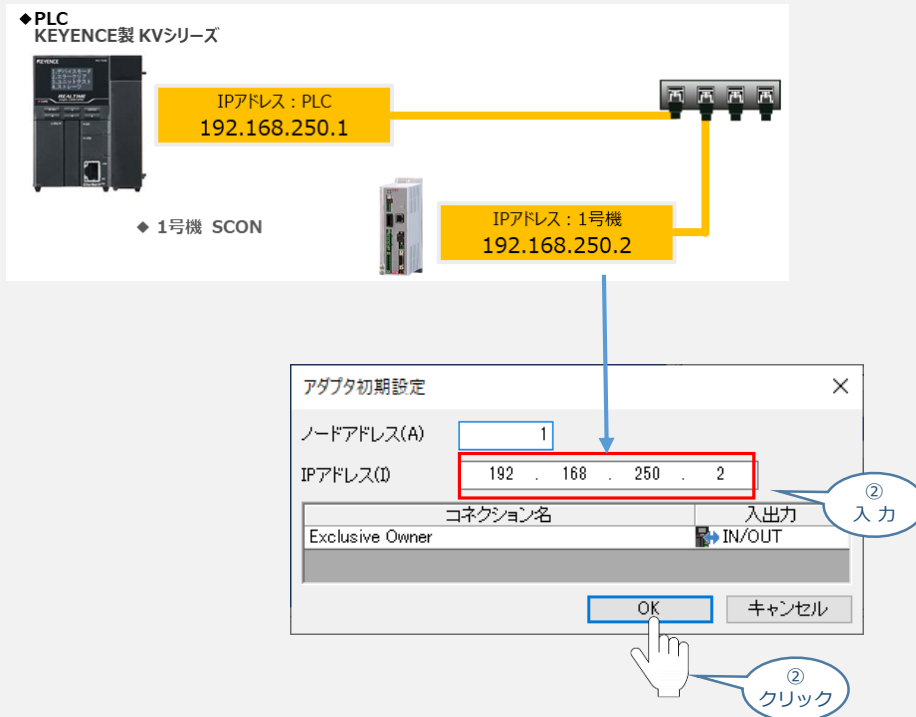 ◆PLC
KEYENCE製 KVシリーズ
KEYENCE
IPアドレス：PLC
192.168.250.1
◆ 1号機 SCON
IPアドレス：1号機
192.168.250.2
アダプタ初期設定
ノードアドレス(A) 1
IPアドレス(I) 192 . 168 . 250 . 2
②
入 力
コネクション名 入出力
Exclusive Owner IN/OUT
OK キャンセル
②
クリック